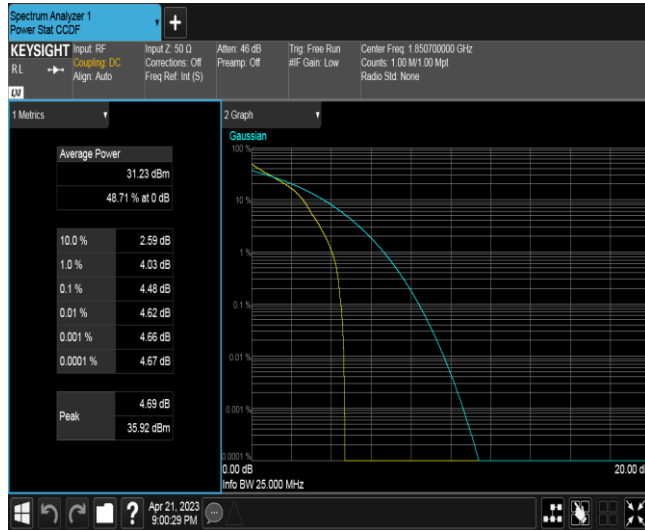 Spectrum Analyzer 1
Power Stat CCDF
+
KEYSIGHT
RL
LXI
Input: RF
Coupling: DC
Align: Auto
Input Z: 50 Ω
Corrections: Off
Freq Ref: Int (S)
Atten: 46 dB
Preamp: Off
Trig: Free Run
#IF Gain: Low
Center Freq: 1.850700000 GHz
Counts: 1.00 M/1.00 Mpt
Radio Std: None
1 Metrics
Average Power
31.23 dBm
48.71 % at 0 dB
10.0 % 2.59 dB
1.0 % 4.03 dB
0.1 % 4.48 dB
0.01 % 4.62 dB
0.001 % 4.66 dB
0.0001 % 4.67 dB
Peak 4.69 dB
35.92 dBm
2 Graph
Gaussian
100 %
10 %
1 %
0.1 %
0.01 %
0.001 %
0.0001 %
0.00 dB 20.00 d
Info BW 25.000 MHz
?
Apr 21, 2023
9:00:29 PM